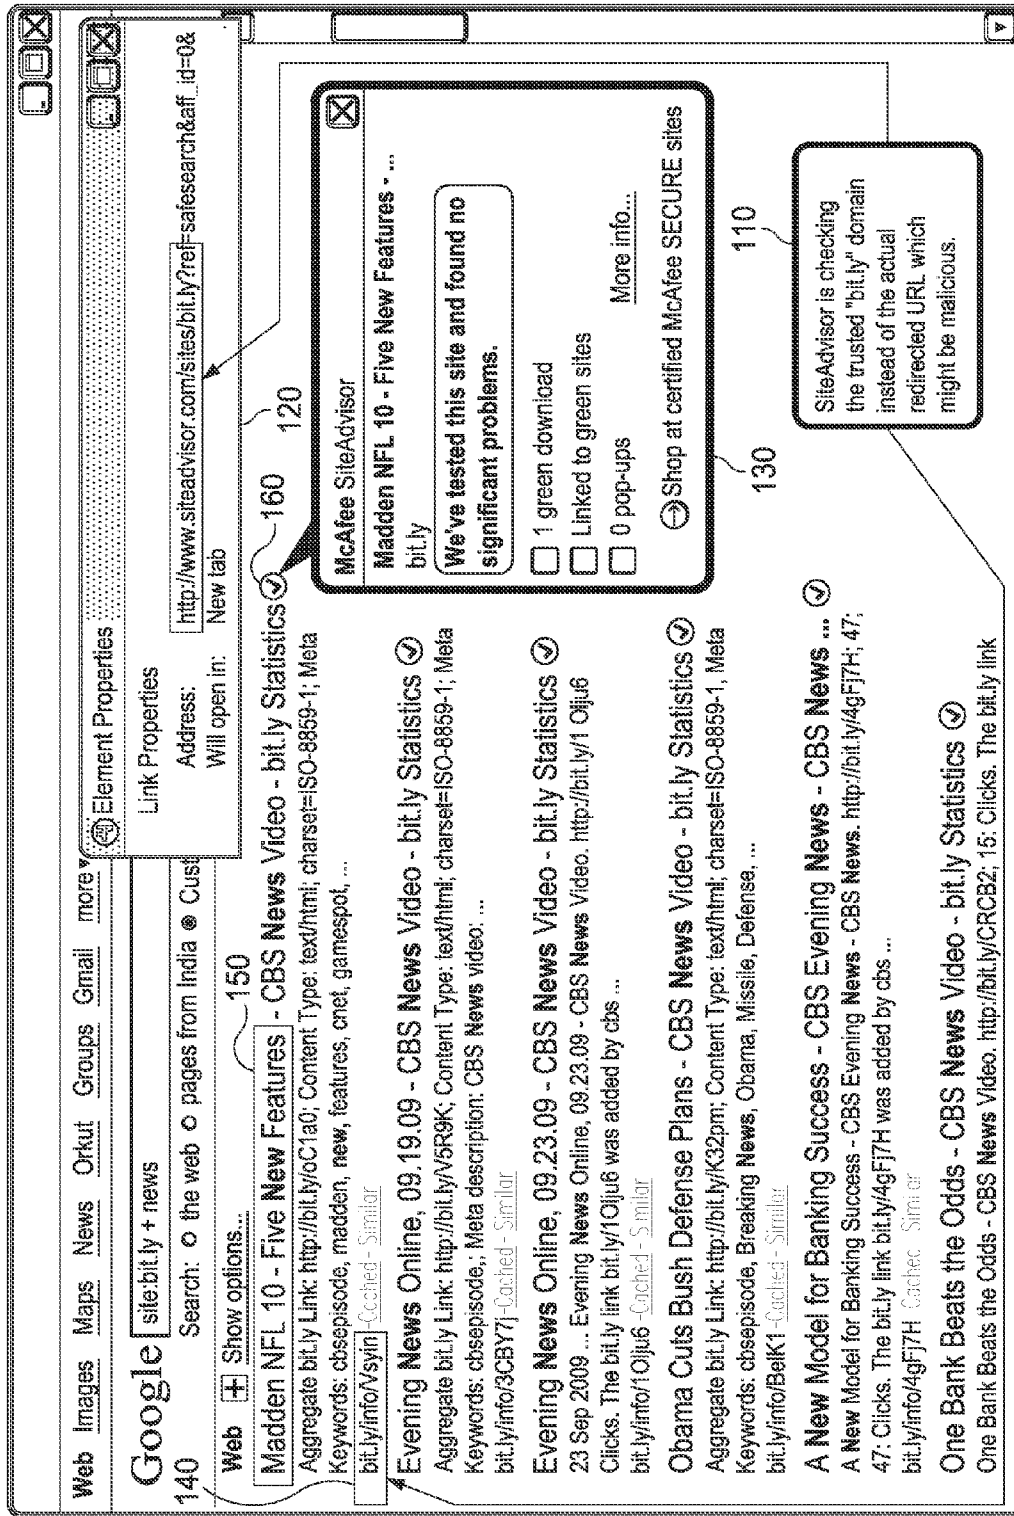 Web Images Maps News Orkut Groups Gmail more
Google
site:bit.ly + news
Search: the web pages from India Cust
Element Properties
Link Properties
Address: http://www.siteadvisor.com/sites/bit.ly?ref=safesearch&aff_id=0&
Will open in: New tab
120
140
Web + Show options...
150
160
Madden NFL 10 - Five New Features - CBS News Video - bit.ly Statistics
Aggregate bit.ly Link: http://bit.ly/oC1a0; Content Type: text/html; charset=ISO-8859-1; Meta
Keywords: cbsepisode, madden, new, features, cnet, gamespot, ...
bit.ly/info/Vsyin - Cached - Similar
Evening News Online, 09.19.09 - CBS News Video - bit.ly Statistics
Aggregate bit.ly Link: http://bit.ly/V5R9K; Content Type: text/html; charset=ISO-8859-1; Meta
Keywords: cbsepisode,; Meta description: CBS News video: ...
bit.ly/info/3CBY7j - Cached - Similar
Evening News Online, 09.23.09 - CBS News Video - bit.ly Statistics
23 Sep 2009 ... Evening News Online, 09.23.09 - CBS News Video. http://bit.ly/1 Olju6
Clicks. The bit.ly link bit.ly/1Olju6 was added by cbs ...
bit.ly/info/1Olju6 - Cached - Similar
Obama Cuts Bush Defense Plans - CBS News Video - bit.ly Statistics
Aggregate bit.ly Link: http://bit.ly/K32pm; Content Type: text/html; charset=ISO-8859-1, Meta
Keywords: cbsepisode, Breaking News, Obama, Missile, Defense, ...
bit.ly/info/BelK1 - Cached - Similar
A New Model for Banking Success - CBS Evening News - CBS News ...
A New Model for Banking Success - CBS Evening News - CBS News. http://bit.ly/4gFj7H; 47;
47: Clicks. The bit.ly link bit.ly/4gFj7H was added by cbs ...
bit.ly/info/4gFj7H Cached - Similar
One Bank Beats the Odds - CBS News Video - bit.ly Statistics
One Bank Beats the Odds - CBS News Video. http://bit.ly/CRCB2; 15: Clicks. The bit.ly link
McAfee SiteAdvisor
Madden NFL 10 - Five New Features - ...
bit.ly
We've tested this site and found no
significant problems.
1 green download
Linked to green sites
0 pop-ups
More info...
Shop at certified McAfee SECURE sites
130
110
SiteAdvisor is checking
the trusted "bit.ly" domain
instead of the actual
redirected URL which
might be malicious.